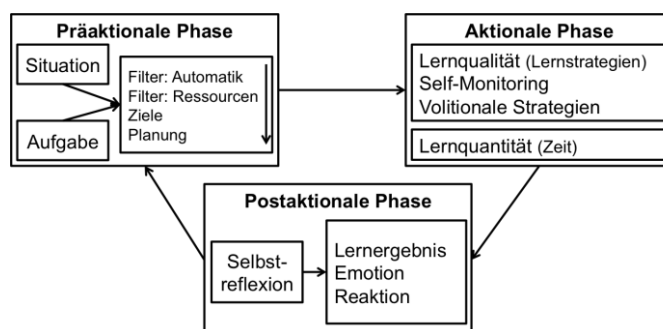 Präaktionale Phase
Situation
Aufgabe
Filter: Automatik
Filter: Ressourcen
Ziele
Planung
Aktionale Phase
Lernqualität (Lernstrategien)
Self-Monitoring
Volitionale Strategien
Lernquantität (Zeit)
Postaktionale Phase
Selbst-
reflexion
Lernergebnis
Emotion
Reaktion